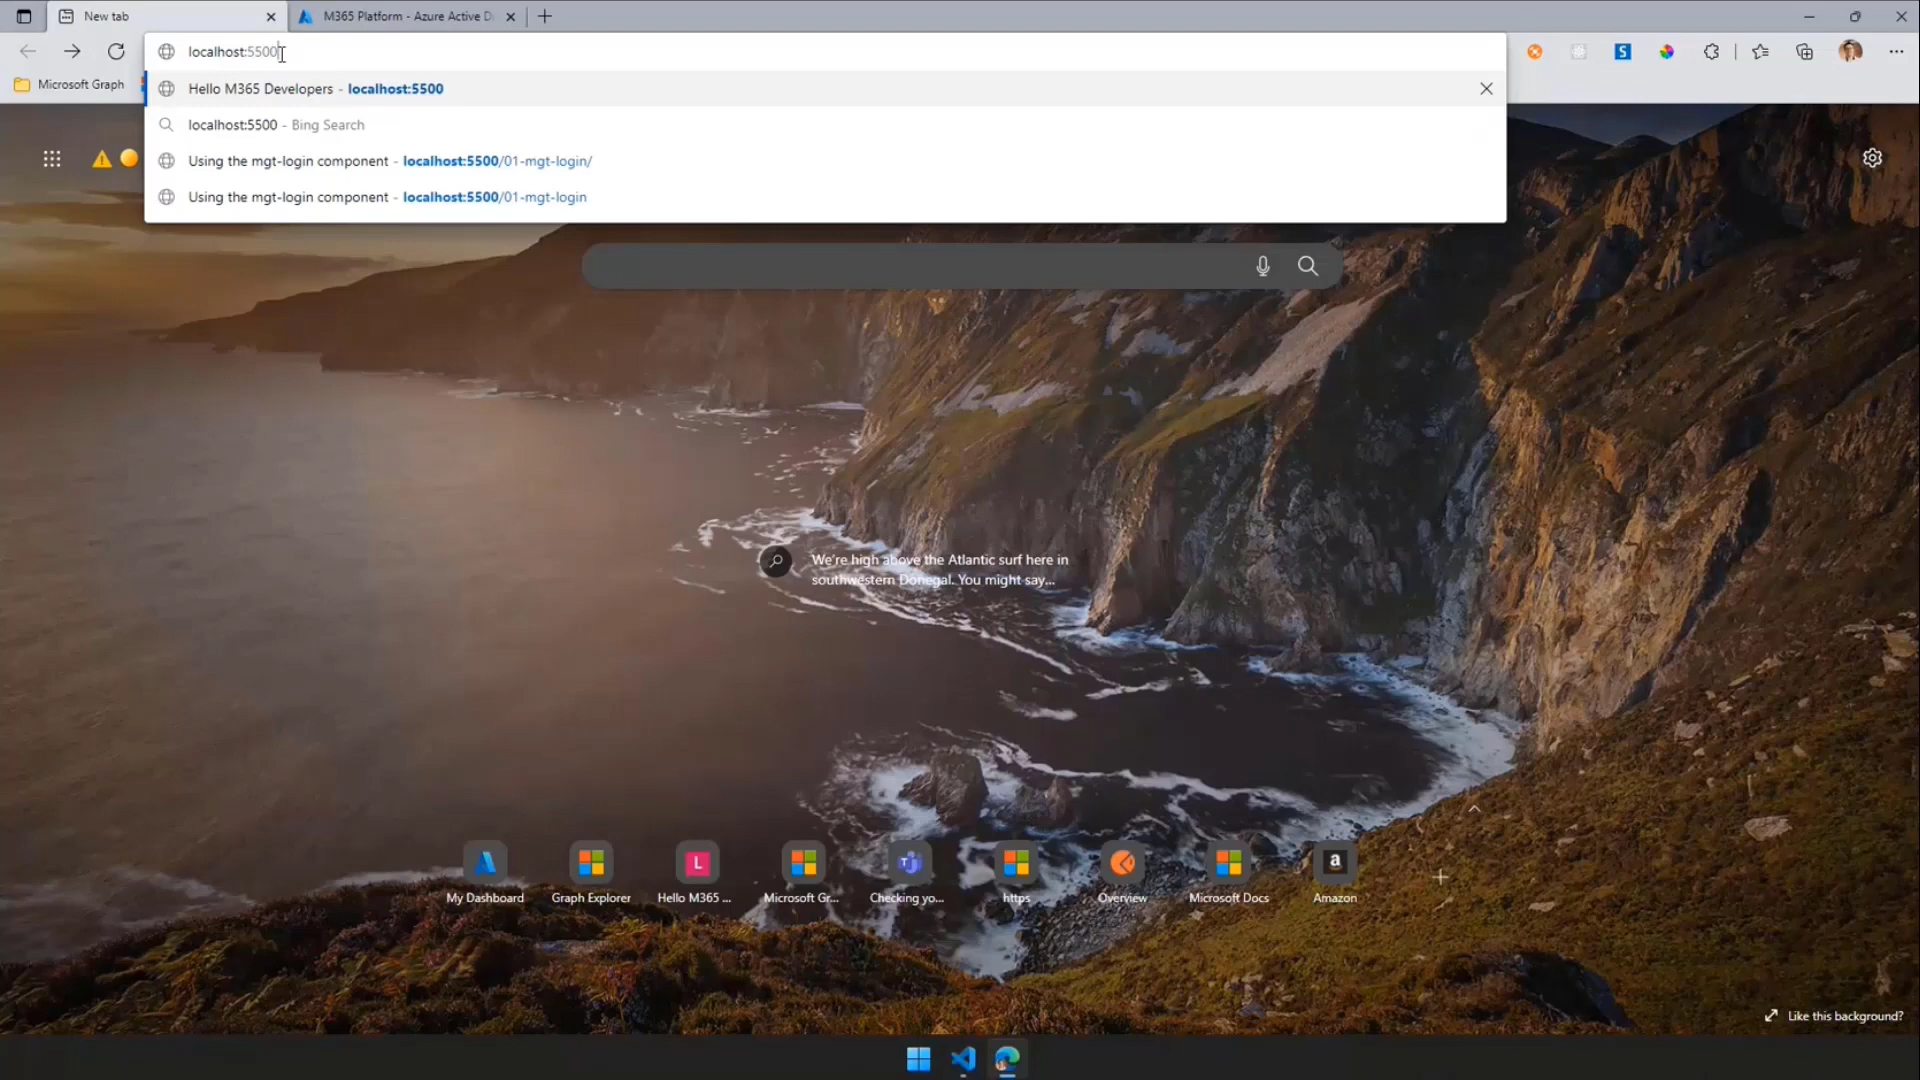 New tab
M365 Platform - Azure Active D
localhost:5500
Microsoft Graph
Hello M365 Developers - localhost:5500
localhost:5500 - Bing Search
Using the mgt-login component - localhost:5500/01-mgt-login/
Using the mgt-login component - localhost:5500/01-mgt-login
We're high above the Atlantic surf here in
southwestern Donegal. You might say...
My Dashboard
Graph Explorer
Hello M365 ...
Microsoft Gr...
Checking yo...
https
Overview
Microsoft Docs
Amazon
Like this background?